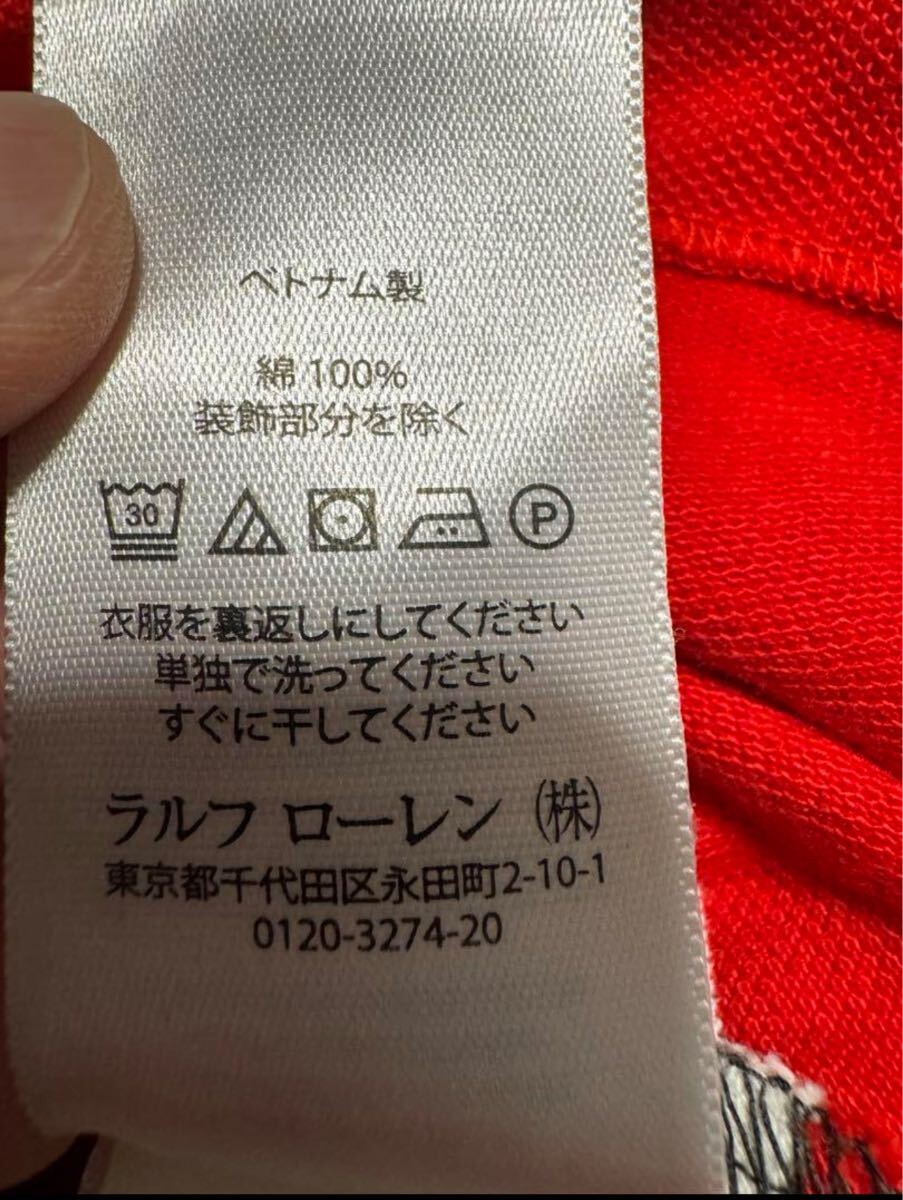 ベトナム製
綿 100%
装飾部分を除く
30 P
衣服を裏返しにしてください
単独で洗ってください
すぐに干してください
ラルフ ローレン ㈱
東京都千代田区永田町2-10-1
0120-3274-20